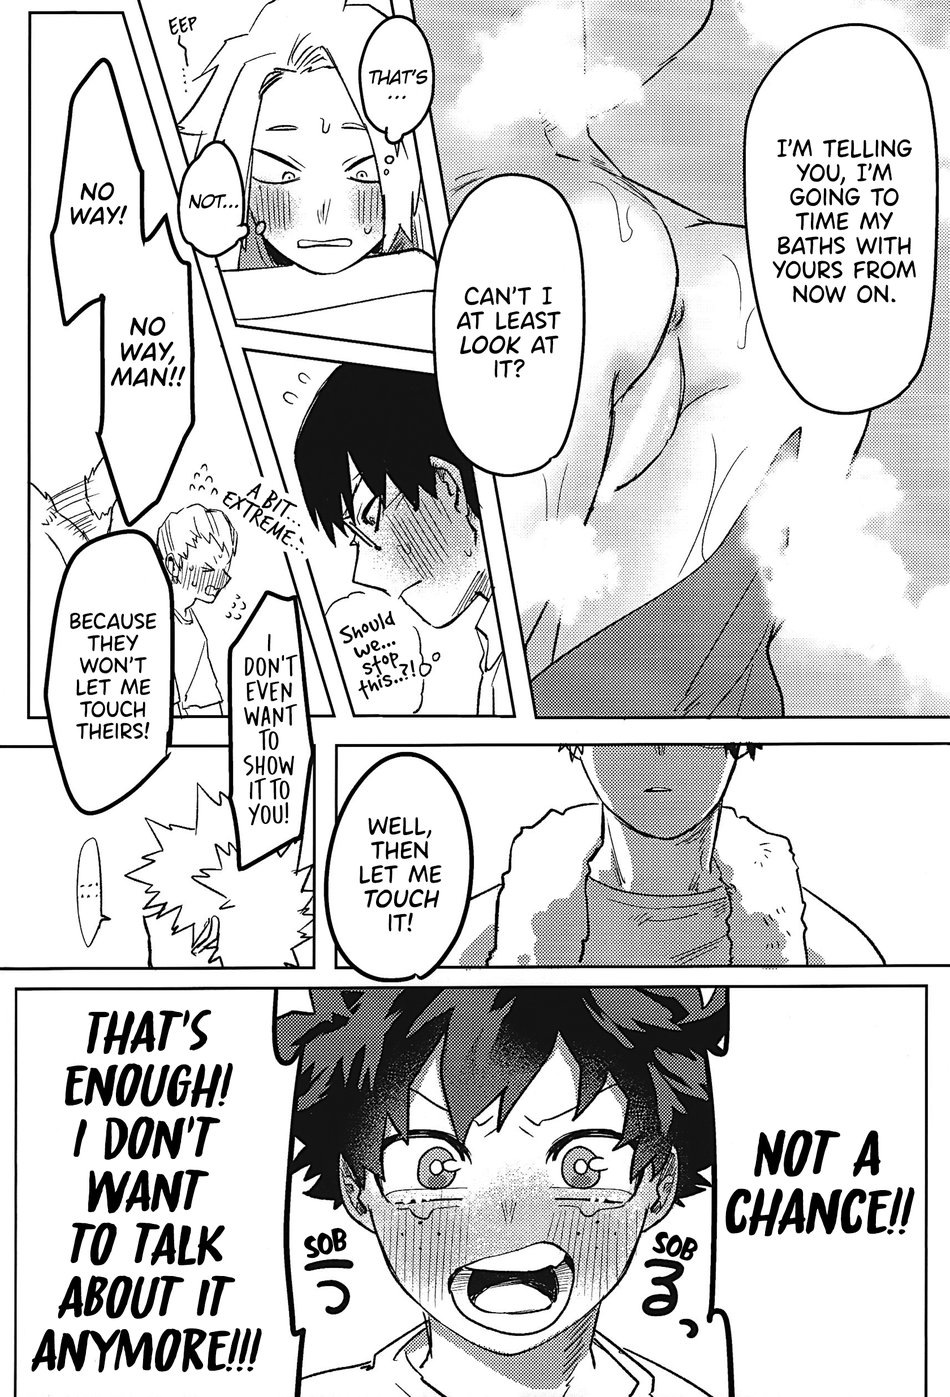 I'M TELLING
YOU, I'M
GOING TO
TIME MY
BATHS WITH
YOURS FROM
NOW ON.
CAN'T I
AT LEAST
LOOK AT
IT?
THAT'S
...
NOT...
EEP
NO
WAY!
NO
WAY,
MAN!!
A BIT...
EXTREME...
Should
we...
stop
this..?!
BECAUSE
THEY
WON'T
LET ME
TOUCH
THEIRS!
I
DON'T
EVEN
WANT
TO
SHOW
IT TO
YOU!
WELL,
THEN
LET ME
TOUCH
IT!
......
NOT A
CHANCE!!
SOB
る
っ
SOB
っ
THAT'S
ENOUGH!
I DON'T
WANT
TO TALK
ABOUT IT
ANYMORE!!!